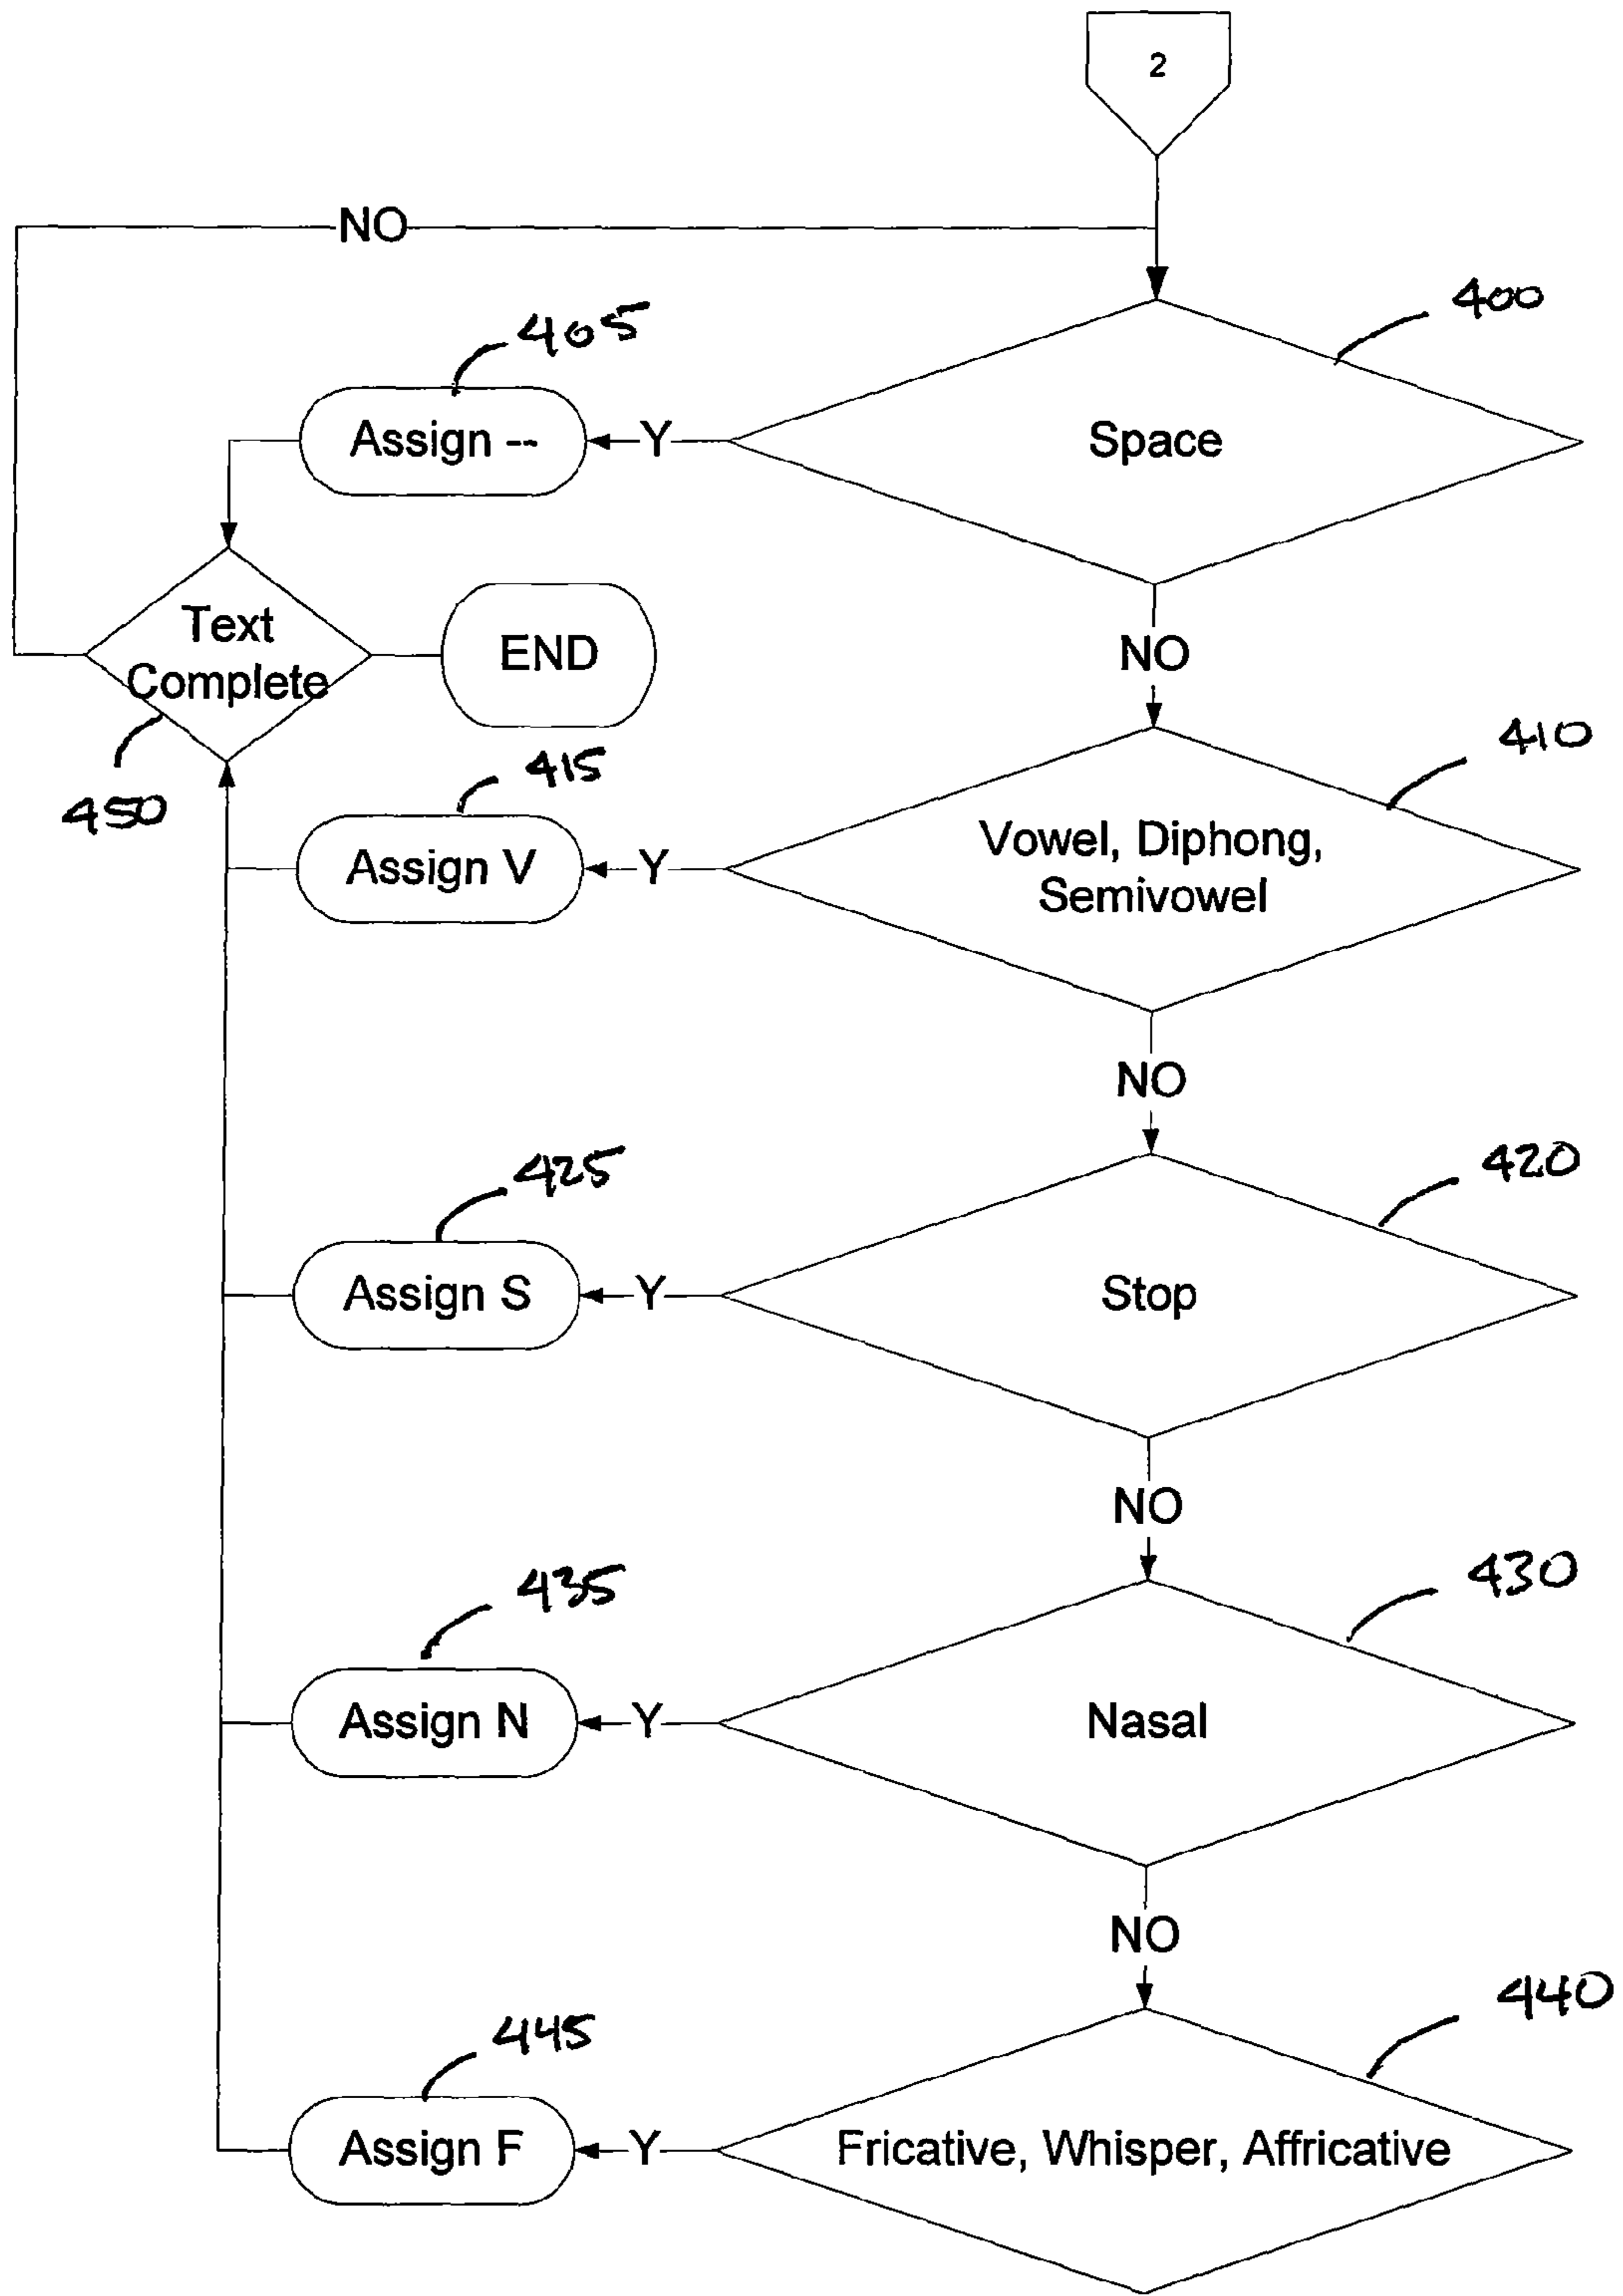 2
NO
400
405
Assign --
Y
Space
Text
Complete
END
NO
450
415
410
Assign V
Y
Vowel, Diphong,
Semivowel
NO
425
420
Assign S
Y
Stop
NO
435
430
Assign N
Y
Nasal
NO
445
440
Assign F
Y
Fricative, Whisper, Affricative